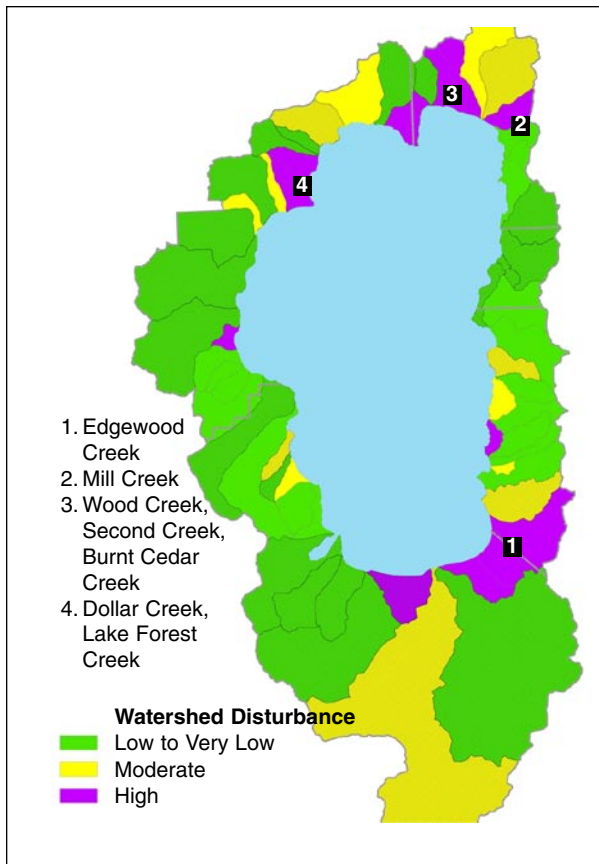 3
2
4
1
1. Edgewood
Creek
2. Mill Creek
3. Wood Creek,
Second Creek,
Burnt Cedar
Creek
4. Dollar Creek,
Lake Forest
Creek
Watershed Disturbance
Low to Very Low
Moderate
High